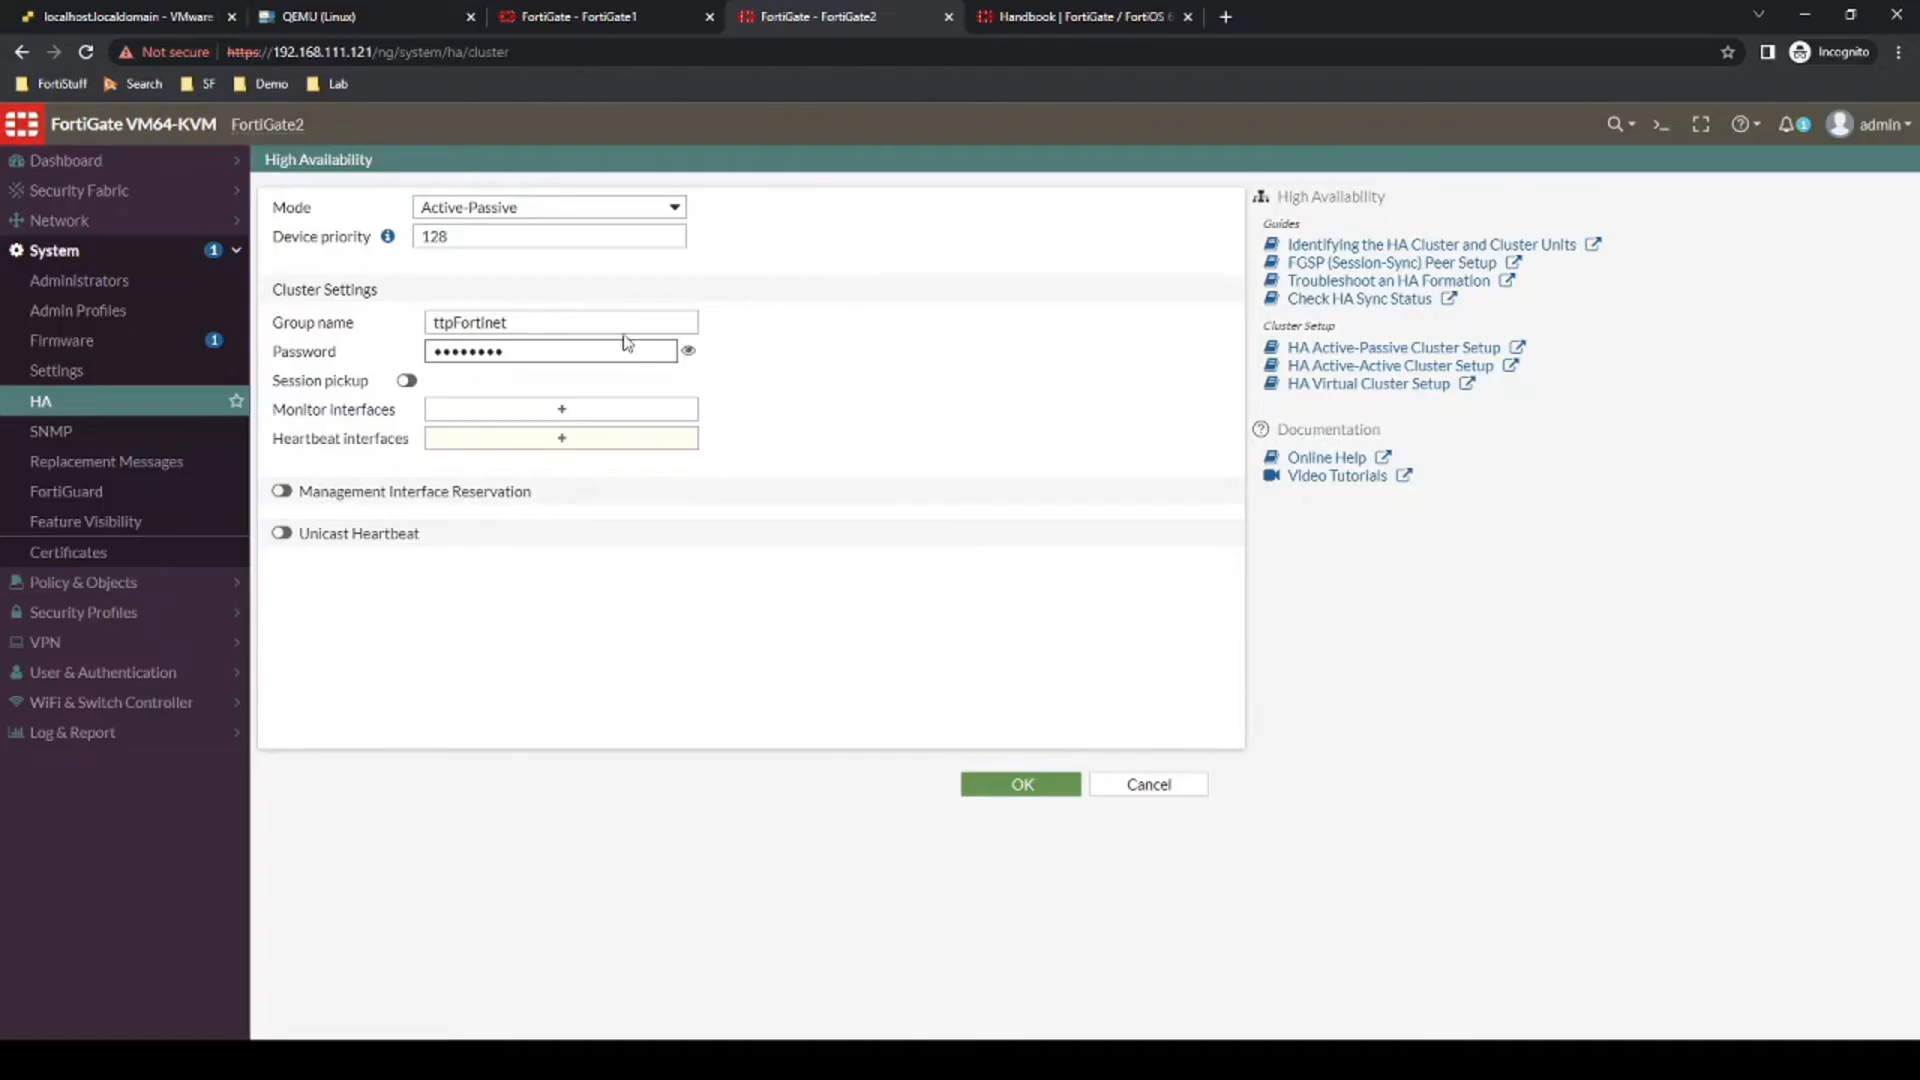 localhost.localdomain - VMware
QEMU (Linux)
FortiGate - FortiGate1
FortiGate - FortiGate2
Handbook | FortiGate / FortiOS 6
Not secure
https://192.168.111.121/ng/system/ha/cluster
Incognito
FortiStuff
Search
SF
Demo
Lab
FortiGate VM64-KVM
FortiGate2
1
admin
Dashboard
Security Fabric
Network
System
1
Administrators
Admin Profiles
Firmware
1
Settings
HA
SNMP
Replacement Messages
FortiGuard
Feature Visibility
Certificates
Policy & Objects
Security Profiles
VPN
User & Authentication
WiFi & Switch Controller
Log & Report
High Availability
Mode
Active-Passive
Device priority
128
Cluster Settings
Group name
ttpFortinet
Password
••••••••
Session pickup
Monitor interfaces
+
Heartbeat interfaces
+
Management Interface Reservation
Unicast Heartbeat
OK
Cancel
High Availability
Guides
Identifying the HA Cluster and Cluster Units
FGSP (Session-Sync) Peer Setup
Troubleshoot an HA Formation
Check HA Sync Status
Cluster Setup
HA Active-Passive Cluster Setup
HA Active-Active Cluster Setup
HA Virtual Cluster Setup
Documentation
Online Help
Video Tutorials